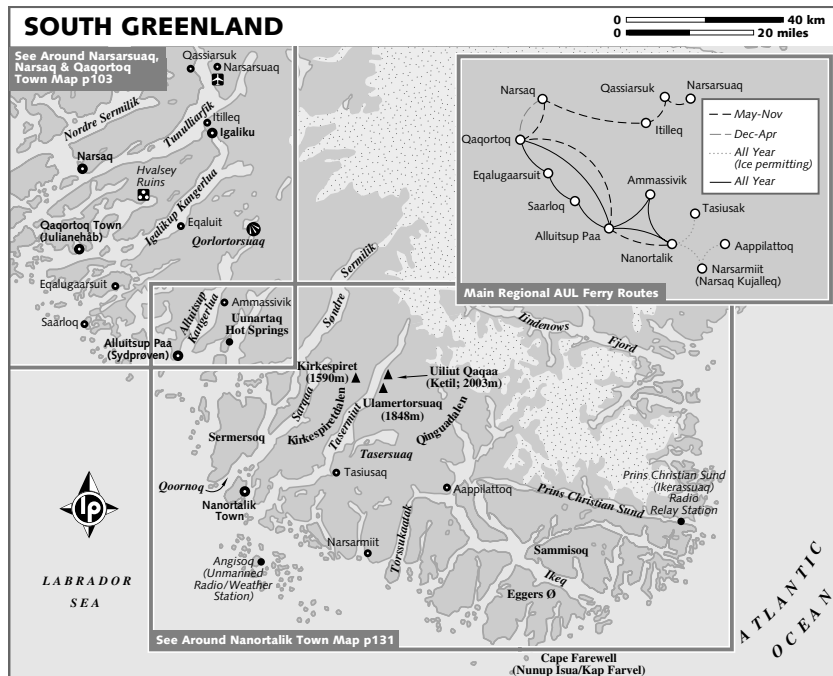 SOUTH GREENLAND
0 40 km
0 20 miles
See Around Narsarsuaq,
Narsaq & Qaqortoq
Town Map p103
Qassiarsuk
Narsarsuaq
Nordre Sermilik
Tunulliarfik
Itilleq
Igaliku
Narsaq
Hvalsey
Ruins
Igalikup Kangerlua
Qaqortoq Town
(Julianehåb)
Eqaluit
Qorlortorsuaq
Eqalugaarsuit
Saarloq
Alluitsup Paa
(Sydprøven)
Alluitsup
Kangerlua
Ammassivik
Uunartaq
Hot Springs
Søndre Sermilik
Narsaq
Qassiarsuk
Narsarsuaq
Itilleq
Qaqortoq
Eqalugaarsuit
Saarloq
Alluitsup Paa
Ammassivik
Tasiusak
Nanortalik
Aappilattoq
Narsarmiit
(Narsaq Kujalleq)
May-Nov
Dec-Apr
All Year
(Ice permitting)
All Year
Main Regional AUL Ferry Routes
Lindenows Fjord
Kirkespiret
(1590m)
Uiliut Qaqaa
(Ketil; 2003m)
Ulamertorsuaq
(1848m)
Sarqaa
Kirkespiretdalen
Tasermiut
Qinguadalen
Sermersoq
Tasersuaq
Qoornoq
Tasiusaq
Nanortalik
Town
Aappilattoq
Prins Christian Sund
Prins Christian Sund
(Ikerassuaq)
Radio
Relay Station
Narsarmiit
Torssukaatak
Sammisoq
Angisoq
(Unmanned
Radio/Weather
Station)
Ikeq
Eggers Ø
lp
LABRADOR
SEA
ATLANTIC
OCEAN
See Around Nanortalik Town Map p131
Cape Farewell
(Nunup Isua/Kap Farvel)